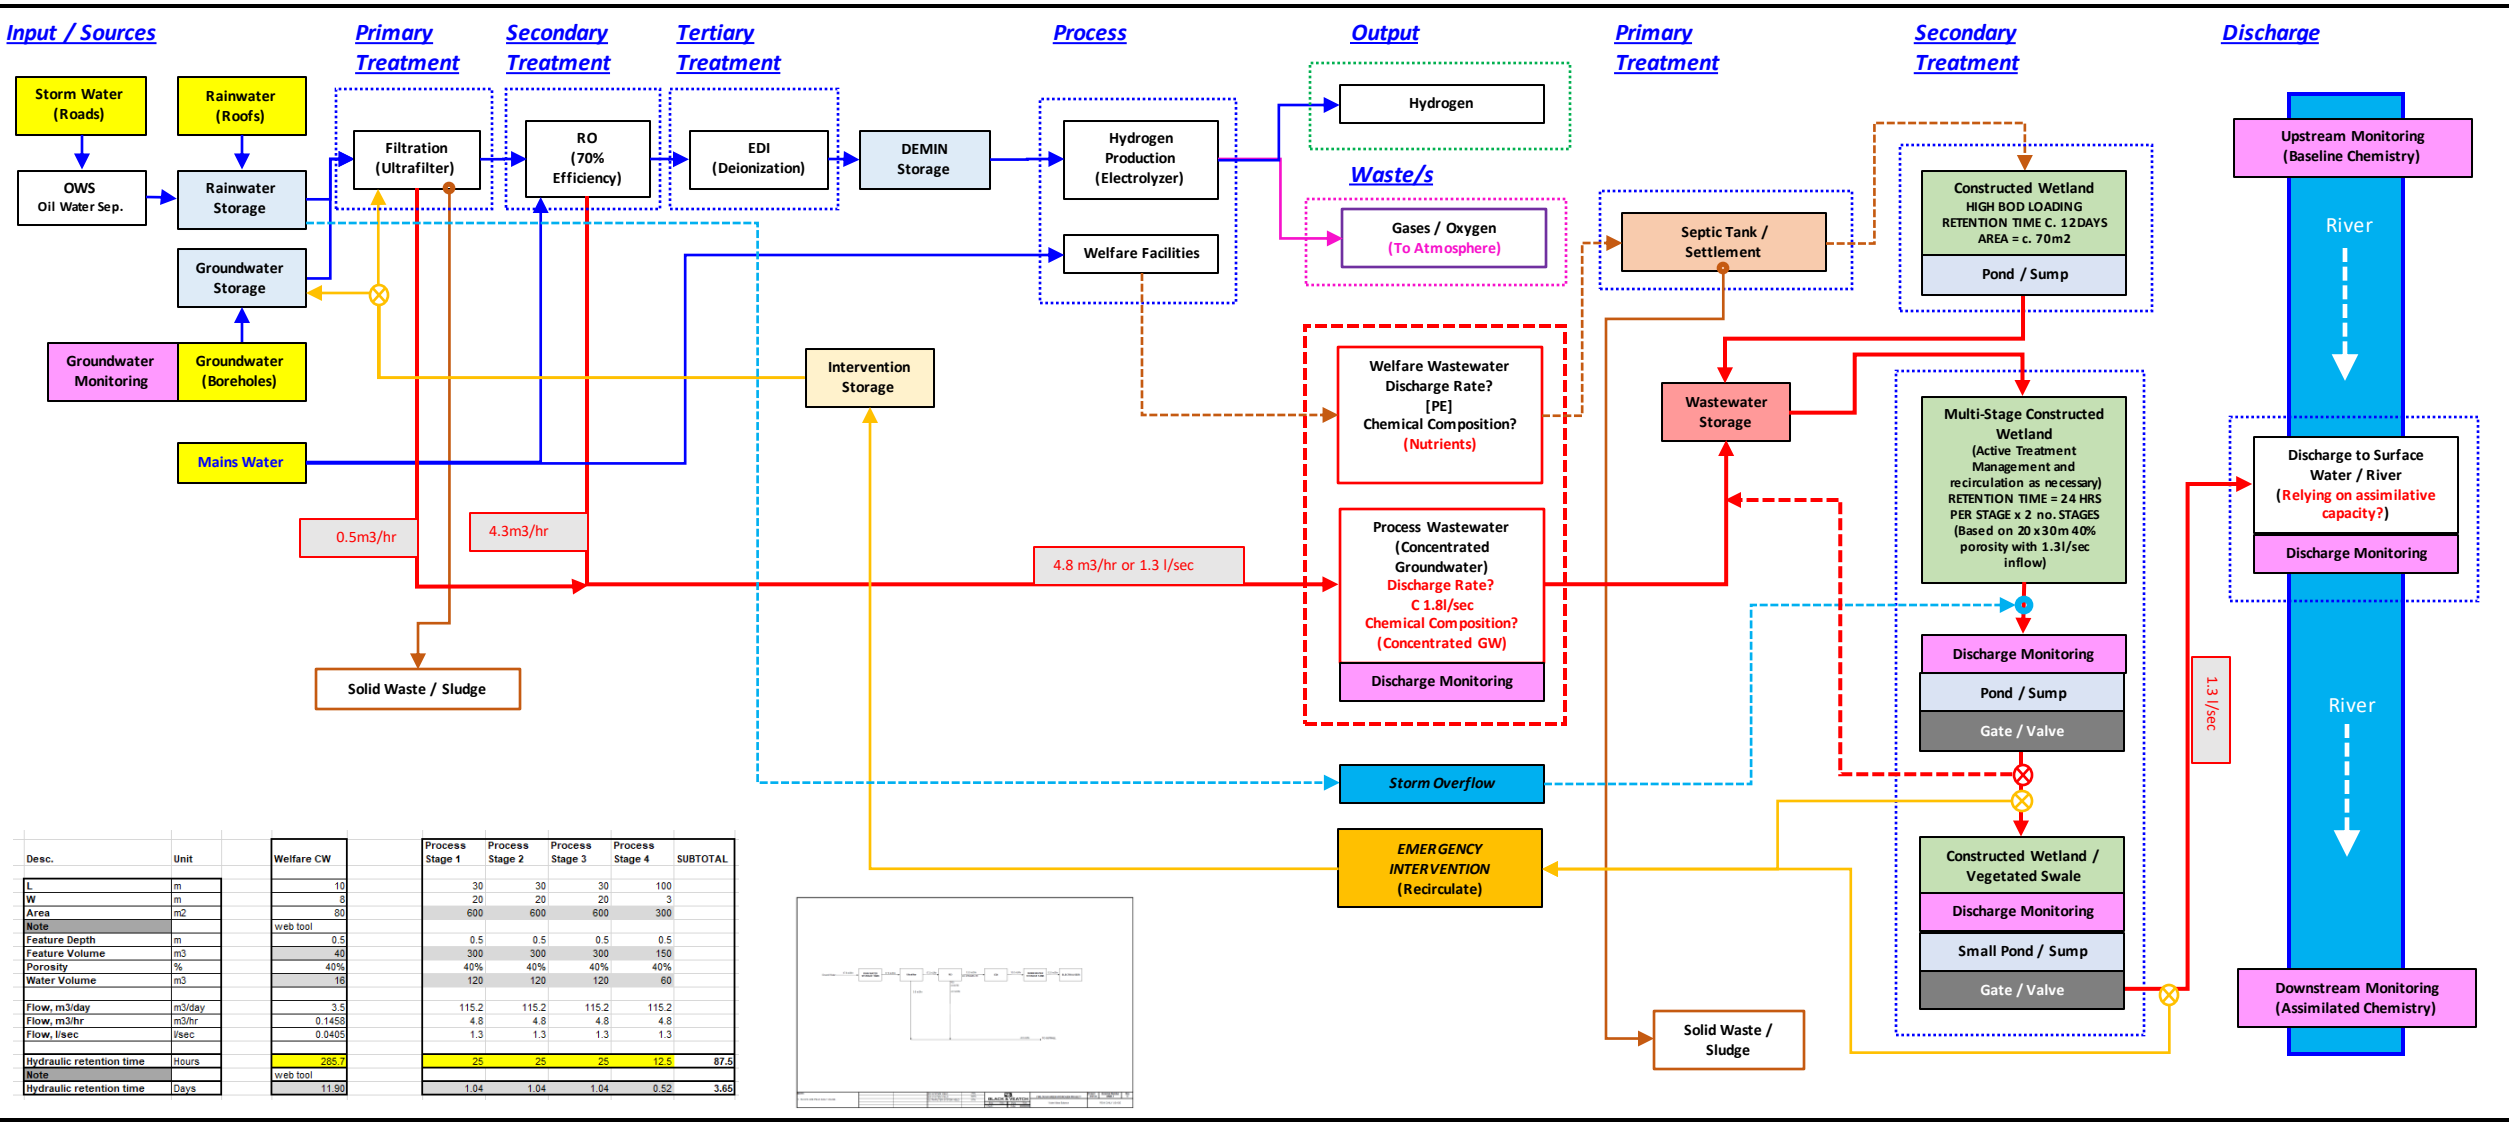 Input / Sources
Primary
Treatment
Secondary
Treatment
Tertiary
Treatment
Process
Output
Primary
Treatment
Secondary
Treatment
Discharge
Storm Water
(Roads)
Rainwater
(Roofs)
OWS
Oil Water Sep.
Rainwater
Storage
Groundwater
Storage
Groundwater
Monitoring
Groundwater
(Boreholes)
Mains Water
Filtration
(Ultrafilter)
RO
(70%
Efficiency)
EDI
(Deionization)
DEMIN
Storage
Hydrogen
Production
(Electrolyzer)
Welfare Facilities
Hydrogen
Waste/s
Gases / Oxygen
(To Atmosphere)
Intervention
Storage
0.5m3/hr
4.3m3/hr
4.8 m3/hr or 1.3 l/sec
Solid Waste / Sludge
Welfare Wastewater
Discharge Rate?
[PE]
Chemical Composition?
(Nutrients)
Process Wastewater
(Concentrated
Groundwater)
Discharge Rate?
C 1.8l/sec
Chemical Composition?
(Concentrated GW)
Discharge Monitoring
Storm Overflow
EMERGENCY
INTERVENTION
(Recirculate)
Septic Tank /
Settlement
Wastewater
Storage
Solid Waste /
Sludge
Constructed Wetland
HIGH BOD LOADING
RETENTION TIME C. 12DAYS
AREA = c. 70m2
Pond / Sump
Multi-Stage Constructed
Wetland
(Active Treatment
Management and
recirculation as necessary)
RETENTION TIME = 24 HRS
PER STAGE x 2 no. STAGES
(Based on 20x30m 40%
porosity with 1.3l/sec
inflow)
Discharge Monitoring
Pond / Sump
Gate / Valve
Constructed Wetland /
Vegetated Swale
Discharge Monitoring
Small Pond / Sump
Gate / Valve
1.3 l/sec
Upstream Monitoring
(Baseline Chemistry)
River
Discharge to Surface
Water / River
(Relying on assimilative
capacity?)
Discharge Monitoring
River
Downstream Monitoring
(Assimilated Chemistry)
Desc. Unit Welfare CW Process Stage 1 Process Stage 2 Process Stage 3 Process Stage 4 SUBTOTAL
L m 10 30 30 30 100
W m 8 20 20 20 3
Area m2 80 600 600 600 300
Note web tool
Feature Depth m 0.5 0.5 0.5 0.5 0.5
Feature Volume m3 40 300 300 300 150
Porosity % 40% 40% 40% 40% 40%
Water Volume m3 16 120 120 120 60
Flow, m3/day m3/day 3.5 115.2 115.2 115.2 115.2
Flow, m3/hr m3/hr 0.1458 4.8 4.8 4.8 4.8
Flow, l/sec l/sec 0.0405 1.3 1.3 1.3 1.3
Hydraulic retention time Hours 285.7 25 25 25 12.5 87.5
Note web tool
Hydraulic retention time Days 11.90 1.04 1.04 1.04 0.52 3.65
BLACK & VEATCH